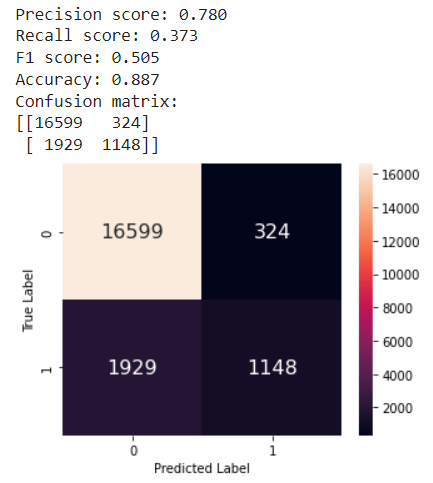 Precision score: 0.780
Recall score: 0.373
F1 score: 0.505
Accuracy: 0.887
Confusion matrix:
[[16599   324]
 [ 1929  1148]]
16599
324
1929
1148
0
1
True Label
0
1
Predicted Label
16000
14000
12000
10000
8000
6000
4000
2000